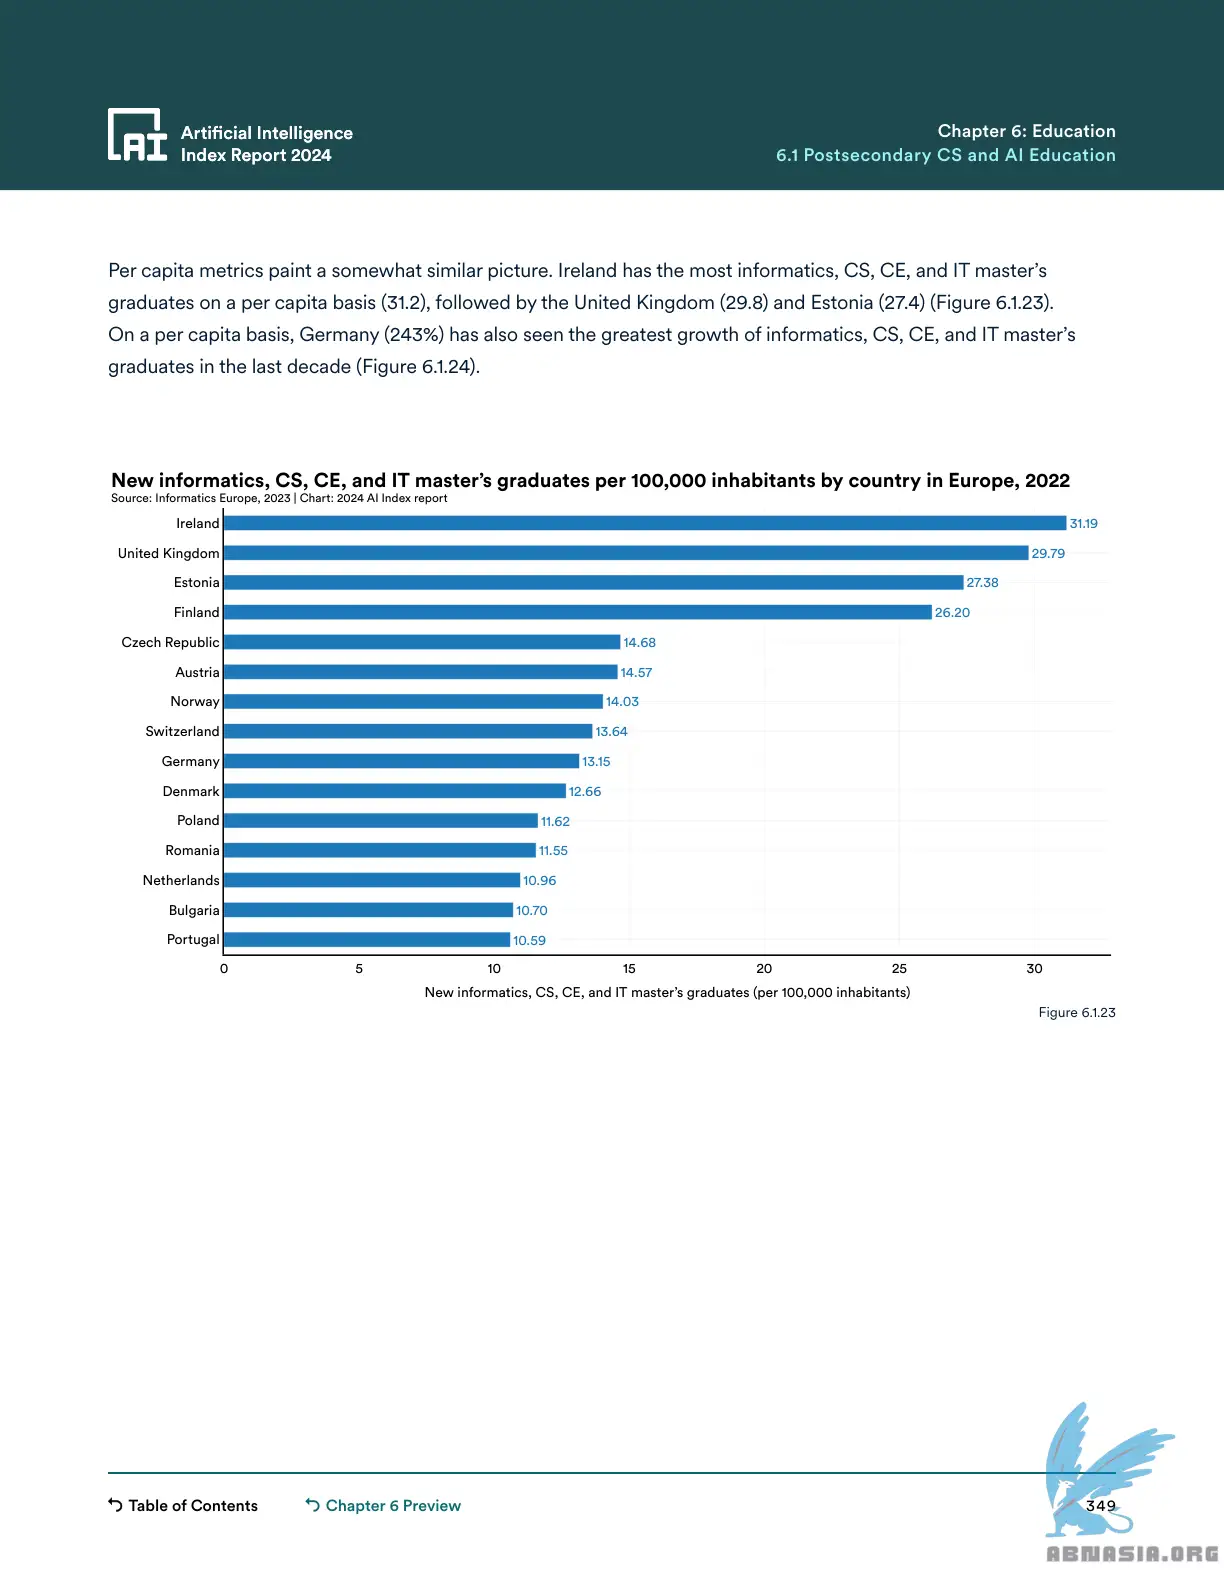 Artificial Intelligence
Index Report 2024
Chapter 6: Education
6.1 Postsecondary CS and AI Education
Per capita metrics paint a somewhat similar picture. Ireland has the most informatics, CS, CE, and IT master’s
graduates on a per capita basis (31.2), followed by the United Kingdom (29.8) and Estonia (27.4) (Figure 6.1.23).
On a per capita basis, Germany (243%) has also seen the greatest growth of informatics, CS, CE, and IT master’s
graduates in the last decade (Figure 6.1.24).
New informatics, CS, CE, and IT master’s graduates per 100,000 inhabitants by country in Europe, 2022
Source: Informatics Europe, 2023 | Chart: 2024 AI Index report
Ireland 31.19
United Kingdom 29.79
Estonia 27.38
Finland 26.20
Czech Republic 14.68
Austria 14.57
Norway 14.03
Switzerland 13.64
Germany 13.15
Denmark 12.66
Poland 11.62
Romania 11.55
Netherlands 10.96
Bulgaria 10.70
Portugal 10.59
0 5 10 15 20 25 30
New informatics, CS, CE, and IT master’s graduates (per 100,000 inhabitants)
Figure 6.1.23
Table of Contents Chapter 6 Preview 349
ABNASIA.ORG